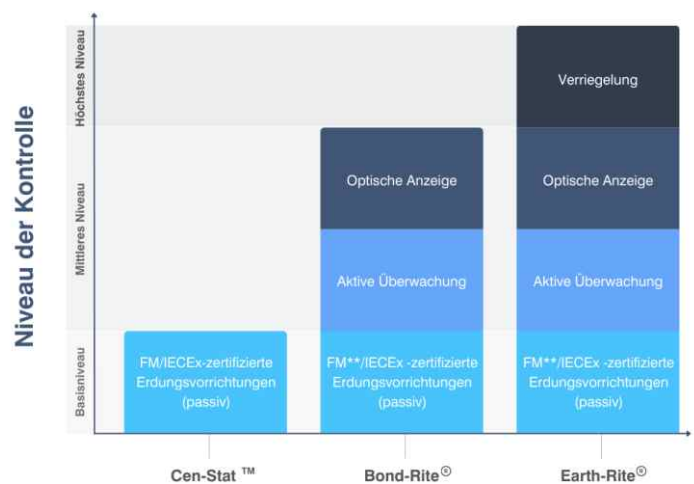 Niveau der Kontrolle
Höchstes Niveau
Mittleres Niveau
Basisniveau
Verriegelung
Optische Anzeige
Optische Anzeige
Aktive Überwachung
Aktive Überwachung
FM/IECEx-zertifizierte
Erdungsvorrichtungen
(passiv)
FM**/IECEx -zertifizierte
Erdungsvorrichtungen
(passiv)
FM**/IECEx -zertifizierte
Erdungsvorrichtungen
(passiv)
Cen-Stat ™
Bond-Rite®
Earth-Rite®